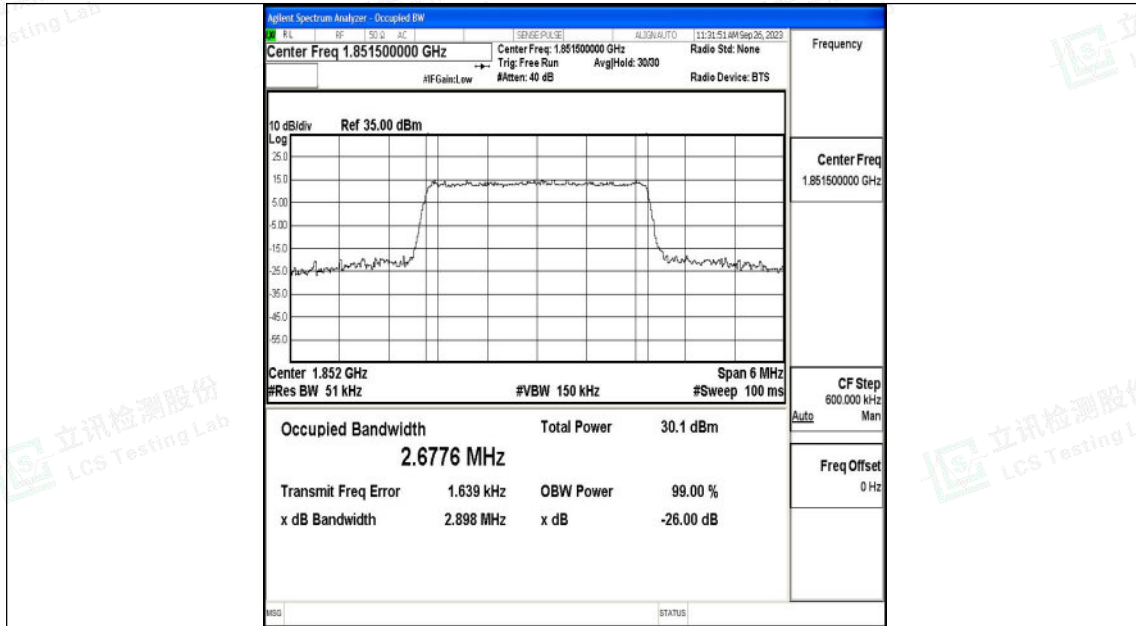 Agilent Spectrum Analyzer - Occupied BW
RL RF 50 Ω AC SENSE:PULSE ALIGNAUTO 11:31:51 AM Sep 26, 2023
Center Freq 1.851500000 GHz
Center Freq: 1.851500000 GHz
Radio Std: None
Trig: Free Run Avg|Hold: 30/30
#IFGain:Low
#Atten: 40 dB
Radio Device: BTS
10 dB/div Ref 35.00 dBm
Log
25.0
15.0
5.00
-5.00
-15.0
-25.0
-35.0
-45.0
-55.0
Center 1.852 GHz Span 6 MHz
#Res BW 51 kHz #VBW 150 kHz #Sweep 100 ms
Occupied Bandwidth Total Power 30.1 dBm
2.6776 MHz
Transmit Freq Error 1.639 kHz OBW Power 99.00 %
x dB Bandwidth 2.898 MHz x dB -26.00 dB
MSG STATUS
Frequency
Center Freq
1.851500000 GHz
CF Step
600.000 kHz
Auto Man
Freq Offset
0 Hz
立讯检测股份
LCS Testing Lab
立讯检测股份
LCS Testing L
sting Lab
立